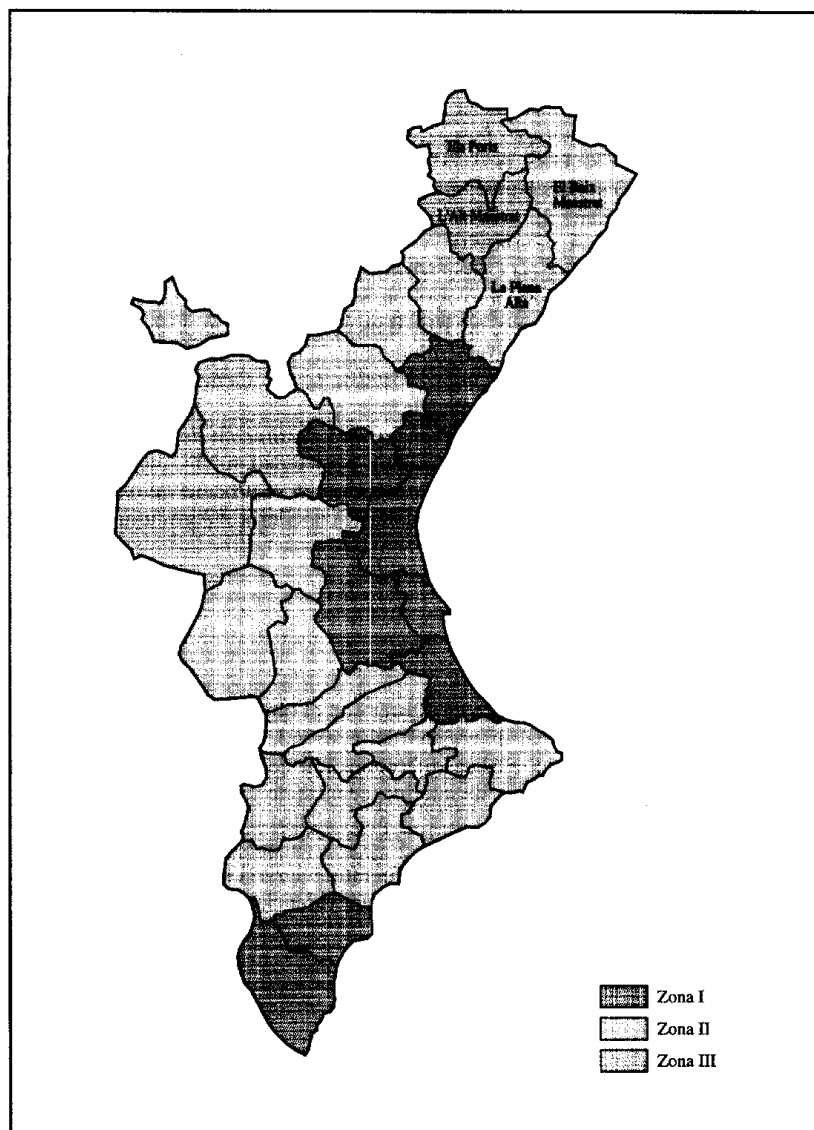 Els Ports
El Baix
Maestrat
L'Alt Maestrat
La Plana
Alta
Zona I
Zona II
Zona III